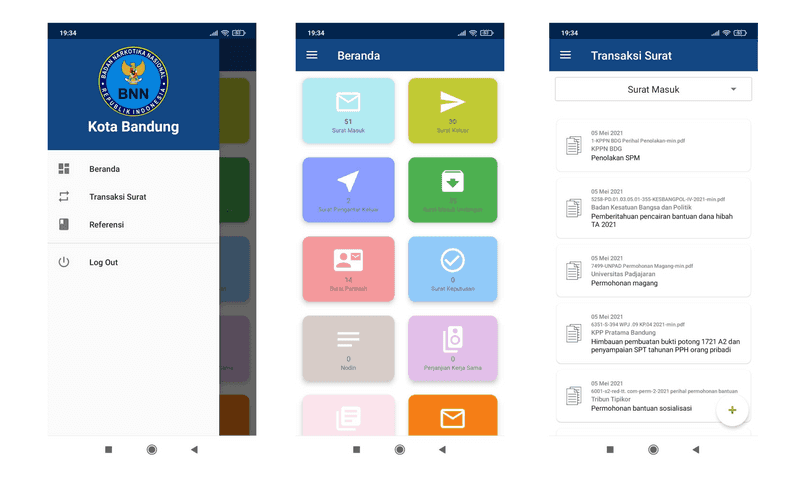 19:34
80
BADAN NARKOTIKA NASIONAL
BNN
REPUBLIK INDONESIA
Kota Bandung
Beranda
Transaksi Surat
Referensi
Log Out
19:34
80
Beranda
51
Surat Masuk
30
Surat Keluar
Surat Pengantar Keluar
14
Surat Perintah
0
Surat Keputusan
0
Nodin
0
Perjanjian Kerja Sama
19:34
80
Transaksi Surat
Surat Masuk
05 Mei 2021
1-KPPN BDG Perihal Penolakan-min.pdf
KPPN BDG
Penolakan SPM
05 Mei 2021
5258-PG.01.03.05.01-355-KESBANGPOL-IV-2021-min.pdf
Badan Kesatuan Bangsa dan Politik
Pemberitahuan pencairan bantuan dana hibah
TA 2021
05 Mei 2021
7499-UNPAD Permohonan Magang-min.pdf
Universitas Padjajaran
Permohonan magang
05 Mei 2021
6351-S-394 WPJ .09 KP.04 2021-min.pdf
KPP Pratama Bandung
Himbauan pembuatan bukti potong 1721 A2 dan
penyampaian SPT tahunan PPH orang pribadi
05 Mei 2021
6001-s2-red-tt. com-perm-2-2021 perihal permohonan bantuan
Tribun Tipikor
Permohonan bantuan sosialisasi